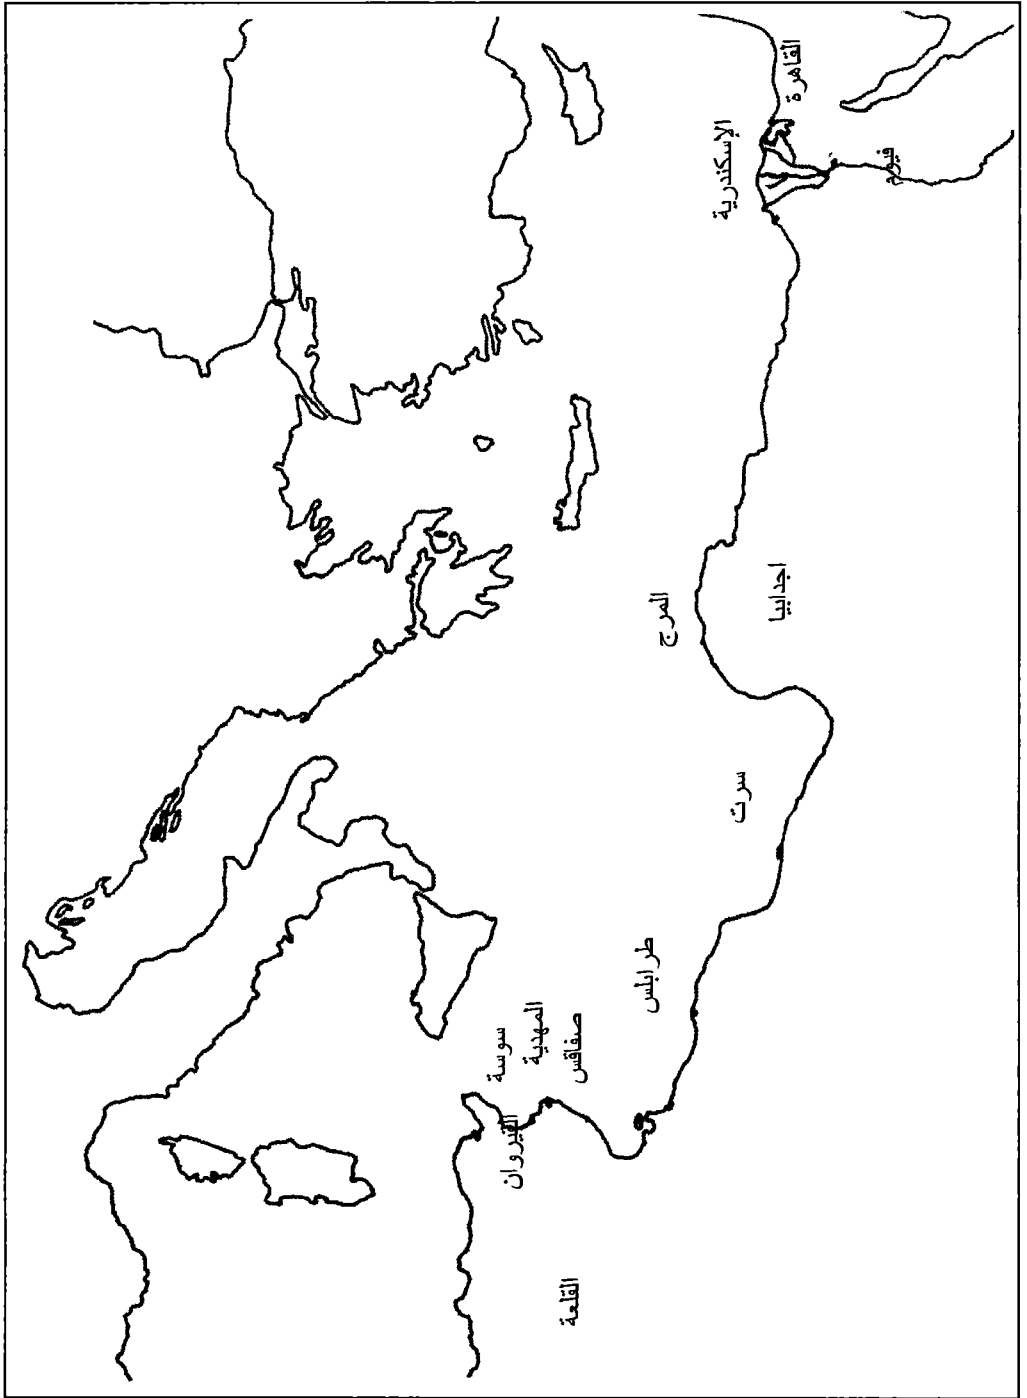 القلعة
القيروان
سوسة
المهدية
صفاقس
طرابلس
سرت
المرج
اجدابيا
الإسكندرية
القاهرة
فيوم